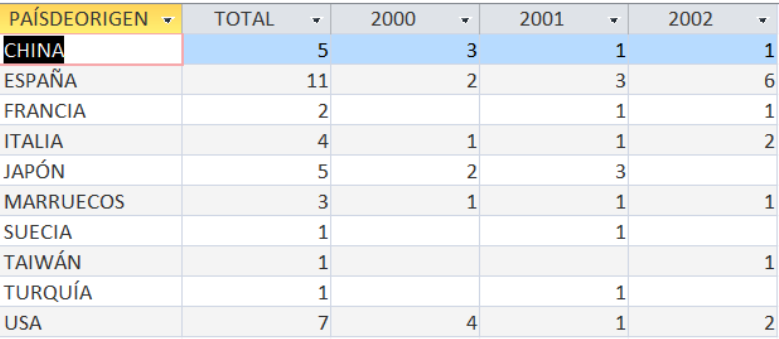 PAÍSDEORIGEN TOTAL 2000 2001 2002
CHINA 5 3 1 1
ESPAÑA 11 2 3 6
FRANCIA 2 1 1
ITALIA 4 1 1 2
JAPÓN 5 2 3
MARRUECOS 3 1 1 1
SUECIA 1 1
TAIWÁN 1 1
TURQUÍA 1 1
USA 7 4 1 2